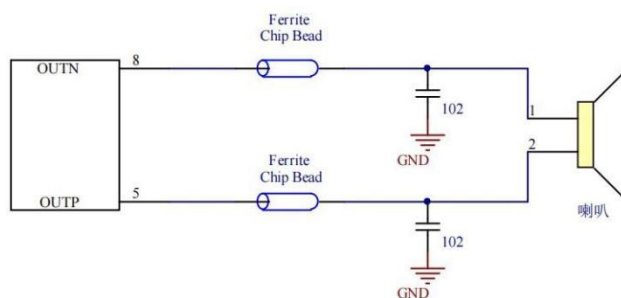 Ferrite
Chip Bead
OUTN
8
102
GND
1
2
Ferrite
Chip Bead
OUTP
5
102
GND
喇叭